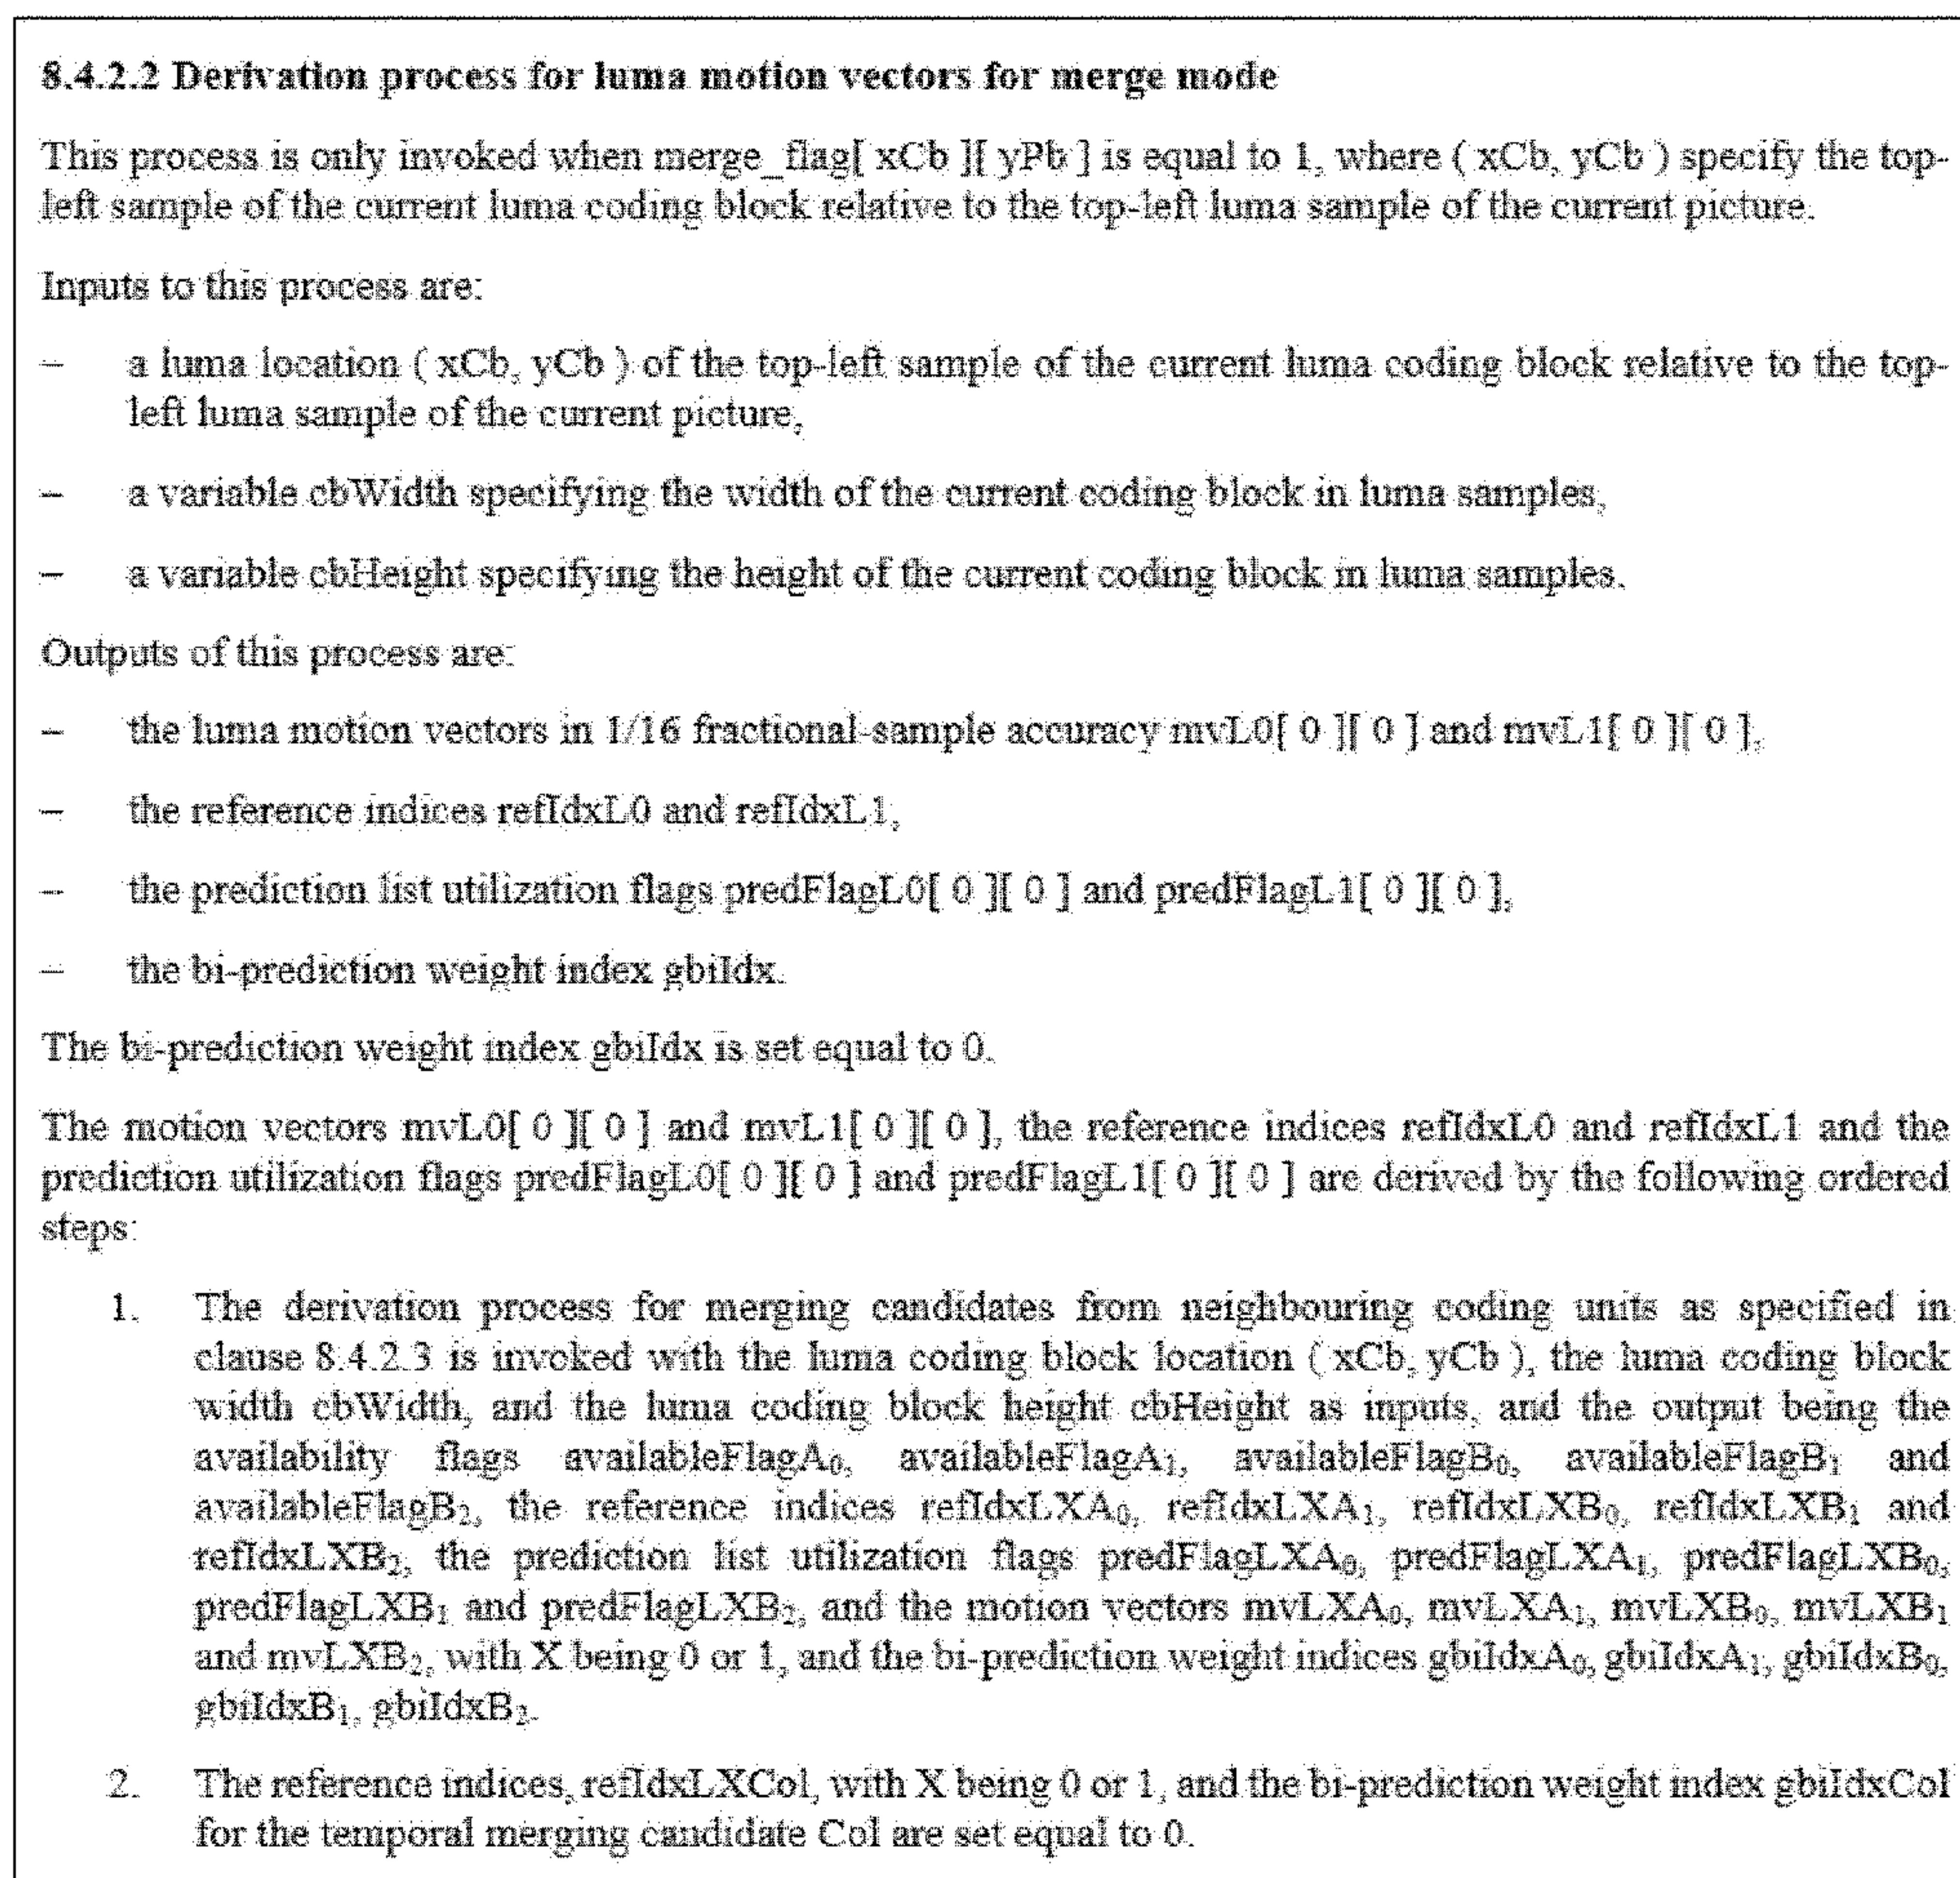 8.4.2.2 Derivation process for luma motion vectors for merge mode
This process is only invoked when merge_flag[ xCb ][ yPb ] is equal to 1, where ( xCb, yCb ) specify the top-
left sample of the current luma coding block relative to the top-left luma sample of the current picture.
Inputs to this process are:
– a luma location ( xCb, yCb ) of the top-left sample of the current luma coding block relative to the top-
left luma sample of the current picture,
– a variable cbWidth specifying the width of the current coding block in luma samples,
– a variable cbHeight specifying the height of the current coding block in luma samples.
Outputs of this process are:
– the luma motion vectors in 1/16 fractional-sample accuracy mvL0[ 0 ][ 0 ] and mvL1[ 0 ][ 0 ],
– the reference indices refIdxL0 and refIdxL1,
– the prediction list utilization flags predFlagL0[ 0 ][ 0 ] and predFlagL1[ 0 ][ 0 ],
– the bi-prediction weight index gbiIdx.
The bi-prediction weight index gbiIdx is set equal to 0.
The motion vectors mvL0[ 0 ][ 0 ] and mvL1[ 0 ][ 0 ], the reference indices refIdxL0 and refIdxL1 and the
prediction utilization flags predFlagL0[ 0 ][ 0 ] and predFlagL1[ 0 ][ 0 ] are derived by the following ordered
steps:
1. The derivation process for merging candidates from neighbouring coding units as specified in
clause 8.4.2.3 is invoked with the luma coding block location ( xCb, yCb ), the luma coding block
width cbWidth, and the luma coding block height cbHeight as inputs, and the output being the
availability flags availableFlagA₀, availableFlagA₁, availableFlagB₀, availableFlagB₁ and
availableFlagB₂, the reference indices refIdxLXA₀, refIdxLXA₁, refIdxLXB₀, refIdxLXB₁ and
refIdxLXB₂, the prediction list utilization flags predFlagLXA₀, predFlagLXA₁, predFlagLXB₀,
predFlagLXB₁ and predFlagLXB₂, and the motion vectors mvLXA₀, mvLXA₁, mvLXB₀, mvLXB₁
and mvLXB₂, with X being 0 or 1, and the bi-prediction weight indices gbiIdxA₀, gbiIdxA₁, gbiIdxB₀,
gbiIdxB₁, gbiIdxB₂.
2. The reference indices, refIdxLXCol, with X being 0 or 1, and the bi-prediction weight index gbiIdxCol
for the temporal merging candidate Col are set equal to 0.